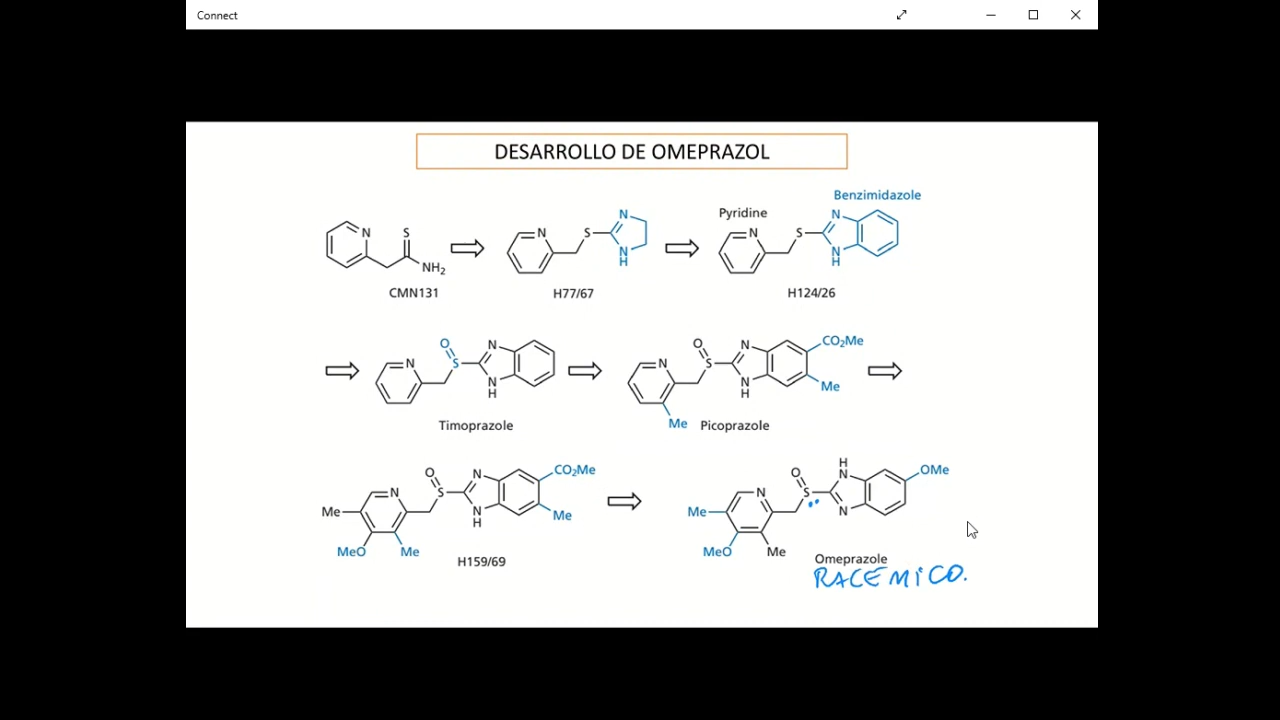 Connect
DESARROLLO DE OMEPRAZOL
Benzimidazole
Pyridine
N S NH2
N S N N H
N S N N H
CMN131
H77/67
H124/26
N O S N N H
N O S N N H CO2Me Me Me
Timoprazole
Picoprazole
Me N O S N N H CO2Me Me MeO Me
Me N O S H N N OMe MeO Me
H159/69
Omeprazole
RACEMICO.